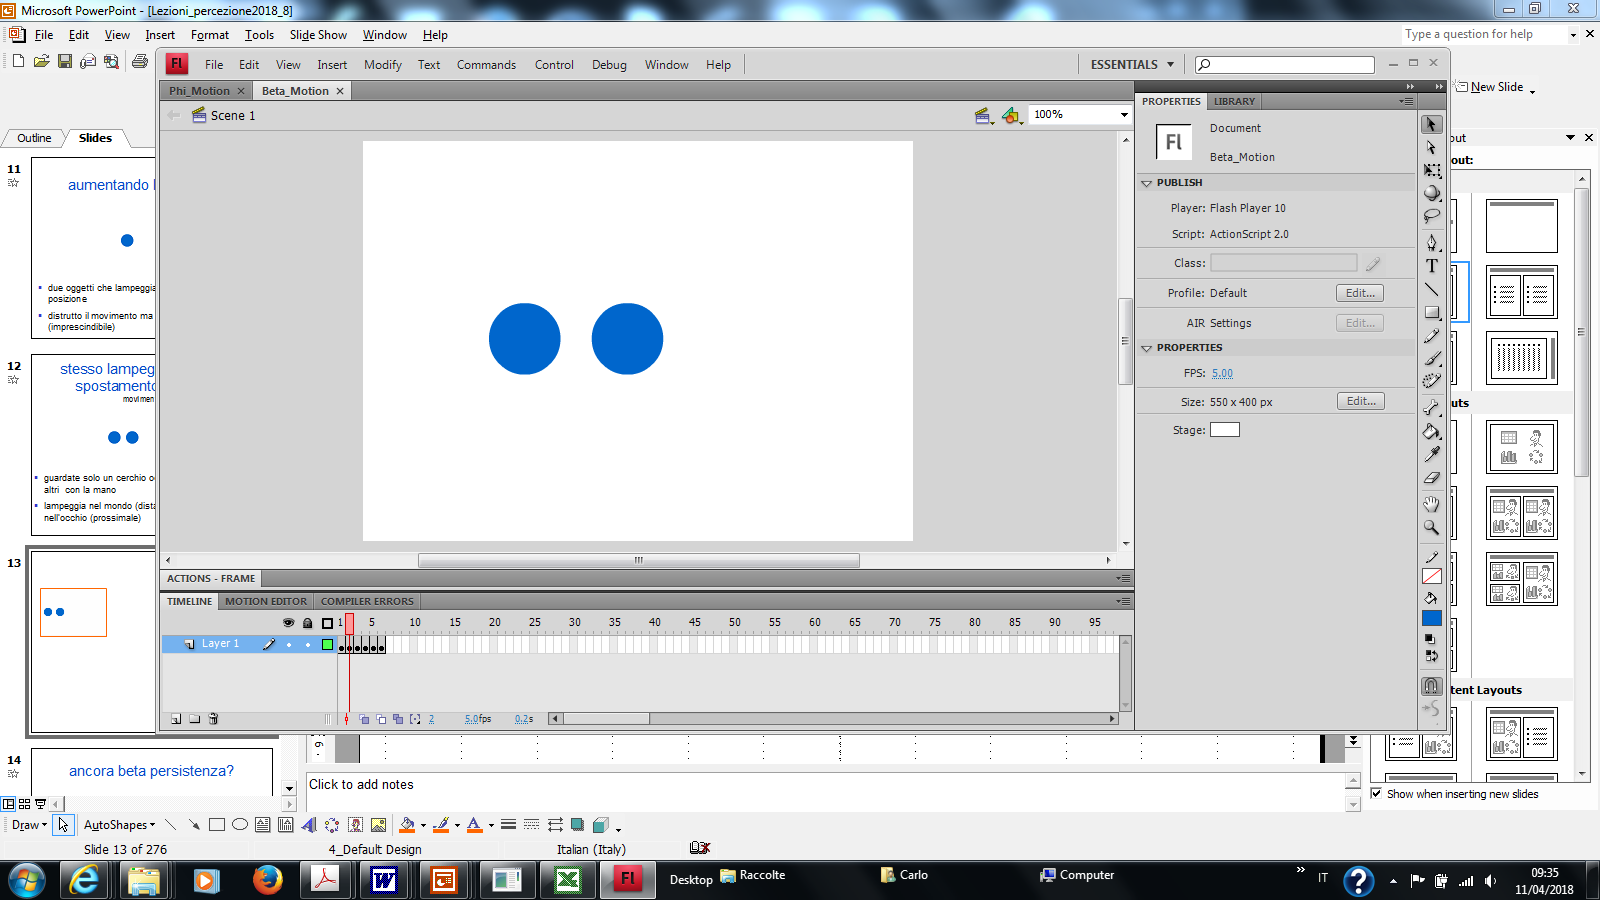 Microsoft PowerPoint - [Lezioni_percezione2018_8]
File Edit View Insert Format Tools Slide Show Window Help
Type a question for help
New Slide
Outline Slides
11
aumentando
due oggetti che lampeggia
posizione
distrutto il movimento ma
(imprescindibile)
12
stesso lampeg
spostamento
movimen
guardate solo un cerchio
altri con la mano
lampeggia nel mondo (dista
nell'occhio (prossimale)
13
14
ancora beta persistenza?
Fl File Edit View Insert Modify Text Commands Control Debug Window Help
ESSENTIALS
Phi_Motion Beta_Motion
Scene 1
100%
PROPERTIES LIBRARY
Fl
Document
Beta_Motion
PUBLISH
Player: Flash Player 10
Script: ActionScript 2.0
Class:
Profile: Default Edit...
AIR Settings Edit...
PROPERTIES
FPS: 5.00
Size: 550 x 400 px Edit...
Stage:
ACTIONS - FRAME
TIMELINE MOTION EDITOR COMPILER ERRORS
1 5 10 15 20 25 30 35 40 45 50 55 60 65 70 75 80 85 90 95
Layer 1
2 5.0fps 0.2s
out
out:
uts
tent Layouts
Show when inserting new slides
Click to add notes
Draw AutoShapes
Slide 13 of 276 4_Default Design Italian (Italy)
Fl
Desktop Raccolte Carlo Computer
IT
09:35
11/04/2018